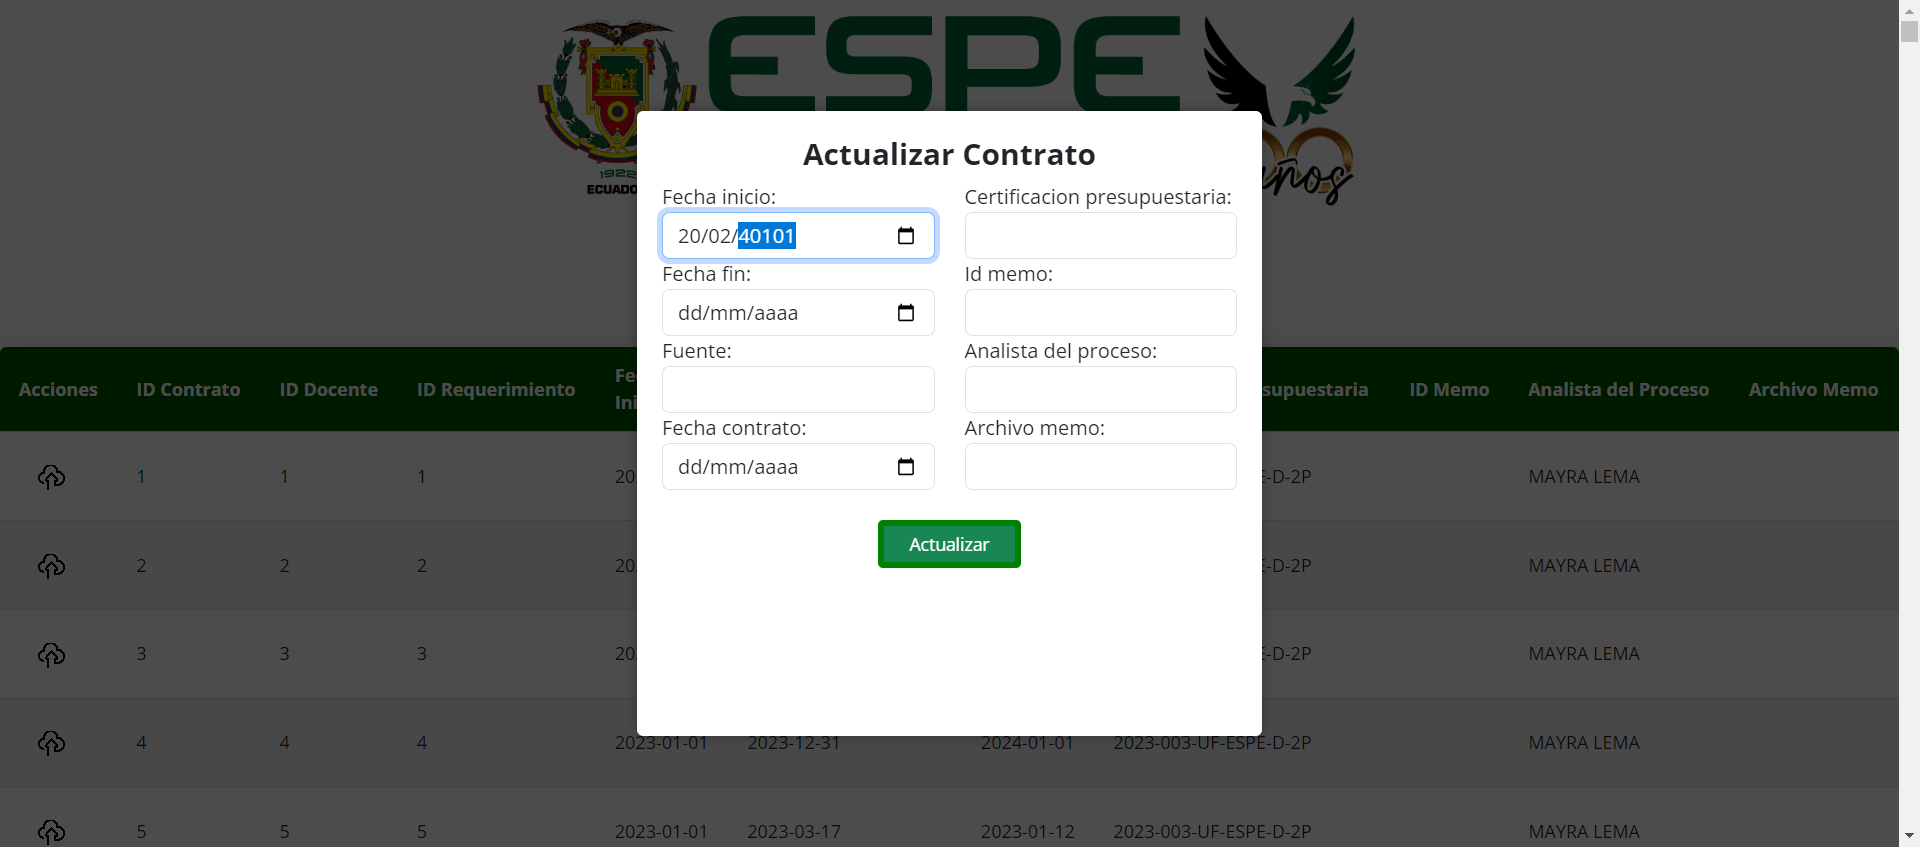 ESPE
1922
ECUADO
años
Actualizar Contrato
Fecha inicio:
20/02/40101
Certificacion presupuestaria:
Fecha fin:
dd/mm/aaaa
Id memo:
Fuente:
Analista del proceso:
Fecha contrato:
dd/mm/aaaa
Archivo memo:
Actualizar
Acciones ID Contrato ID Docente ID Requerimiento Fe Ini supuestaria ID Memo Analista del Proceso Archivo Memo
1 1 1 20 E-D-2P MAYRA LEMA
2 2 2 20 E-D-2P MAYRA LEMA
3 3 3 20 E-D-2P MAYRA LEMA
4 4 4 2023-01-01 2023-12-31 2024-01-01 2023-003-UF-ESPE-D-2P MAYRA LEMA
5 5 5 2023-01-01 2023-03-17 2023-01-12 2023-003-UF-ESPE-D-2P MAYRA LEMA